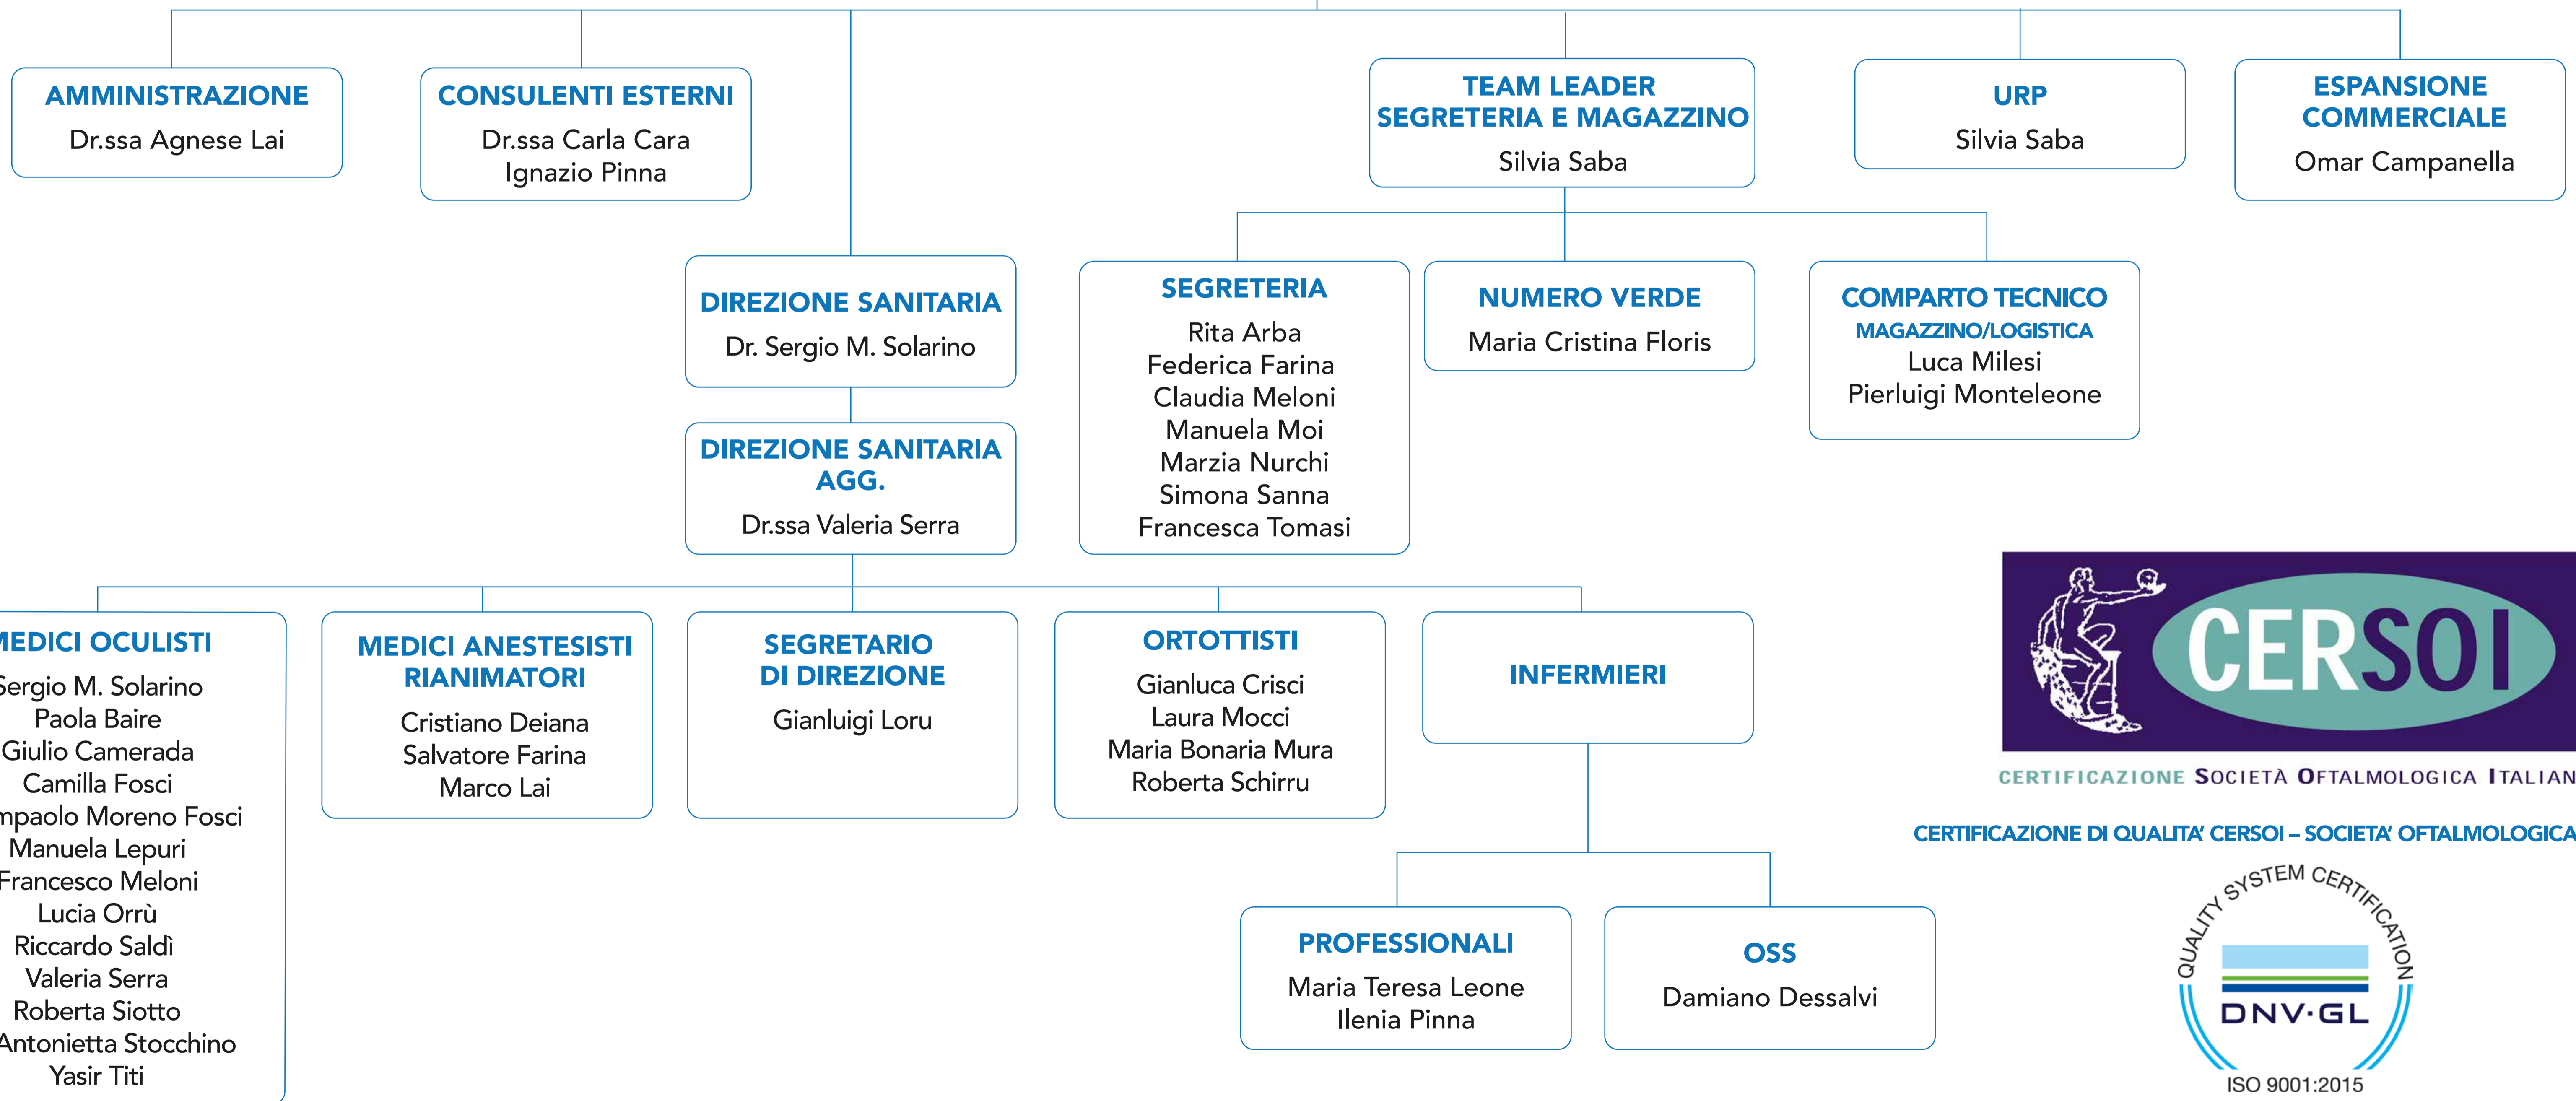 AMMINISTRAZIONE
Dr.ssa Agnese Lai
CONSULENTI ESTERNI
Dr.ssa Carla Cara
Ignazio Pinna
TEAM LEADER
SEGRETERIA E MAGAZZINO
Silvia Saba
URP
Silvia Saba
ESPANSIONE
COMMERCIALE
Omar Campanella
DIREZIONE SANITARIA
Dr. Sergio M. Solarino
DIREZIONE SANITARIA
AGG.
Dr.ssa Valeria Serra
SEGRETERIA
Rita Arba
Federica Farina
Claudia Meloni
Manuela Moi
Marzia Nurchi
Simona Sanna
Francesca Tomasi
NUMERO VERDE
Maria Cristina Floris
COMPARTO TECNICO
MAGAZZINO/LOGISTICA
Luca Milesi
Pierluigi Monteleone
MEDICI OCULISTI
Sergio M. Solarino
Paola Baire
Giulio Camerada
Camilla Fosci
mpaolo Moreno Fosci
Manuela Lepuri
Francesco Meloni
Lucia Orrù
Riccardo Saldì
Valeria Serra
Roberta Siotto
Antonietta Stocchino
Yasir Titi
MEDICI ANESTESISTI
RIANIMATORI
Cristiano Deiana
Salvatore Farina
Marco Lai
SEGRETARIO
DI DIREZIONE
Gianluigi Loru
ORTOTTISTI
Gianluca Crisci
Laura Mocci
Maria Bonaria Mura
Roberta Schirru
INFERMIERI
PROFESSIONALI
Maria Teresa Leone
Ilenia Pinna
OSS
Damiano Dessalvi
CERSOI
CERTIFICAZIONE SOCIETÀ OFTALMOLOGICA ITALIAN
CERTIFICAZIONE DI QUALITA' CERSOI – SOCIETA' OFTALMOLOGICA
QUALITY SYSTEM CERTIFICATION
DNV·GL
ISO 9001:2015